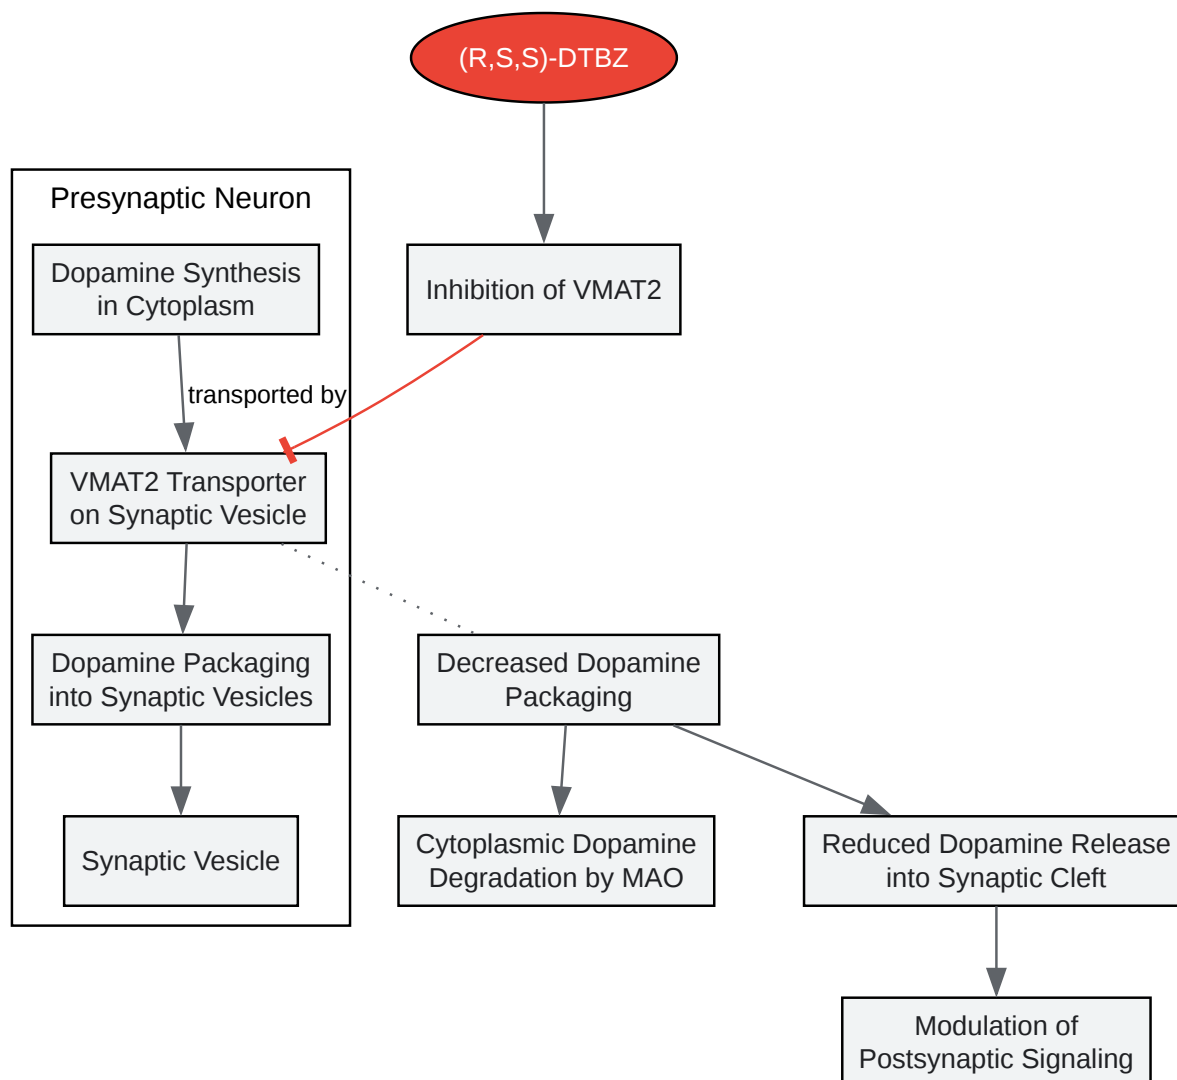 (R,S,S)-DTBZ
Presynaptic Neuron
Dopamine Synthesis
in Cytoplasm
Inhibition of VMAT2
transported by
VMAT2 Transporter
on Synaptic Vesicle
Dopamine Packaging
into Synaptic Vesicles
Decreased Dopamine
Packaging
Synaptic Vesicle
Cytoplasmic Dopamine
Degradation by MAO
Reduced Dopamine Release
into Synaptic Cleft
Modulation of
Postsynaptic Signaling